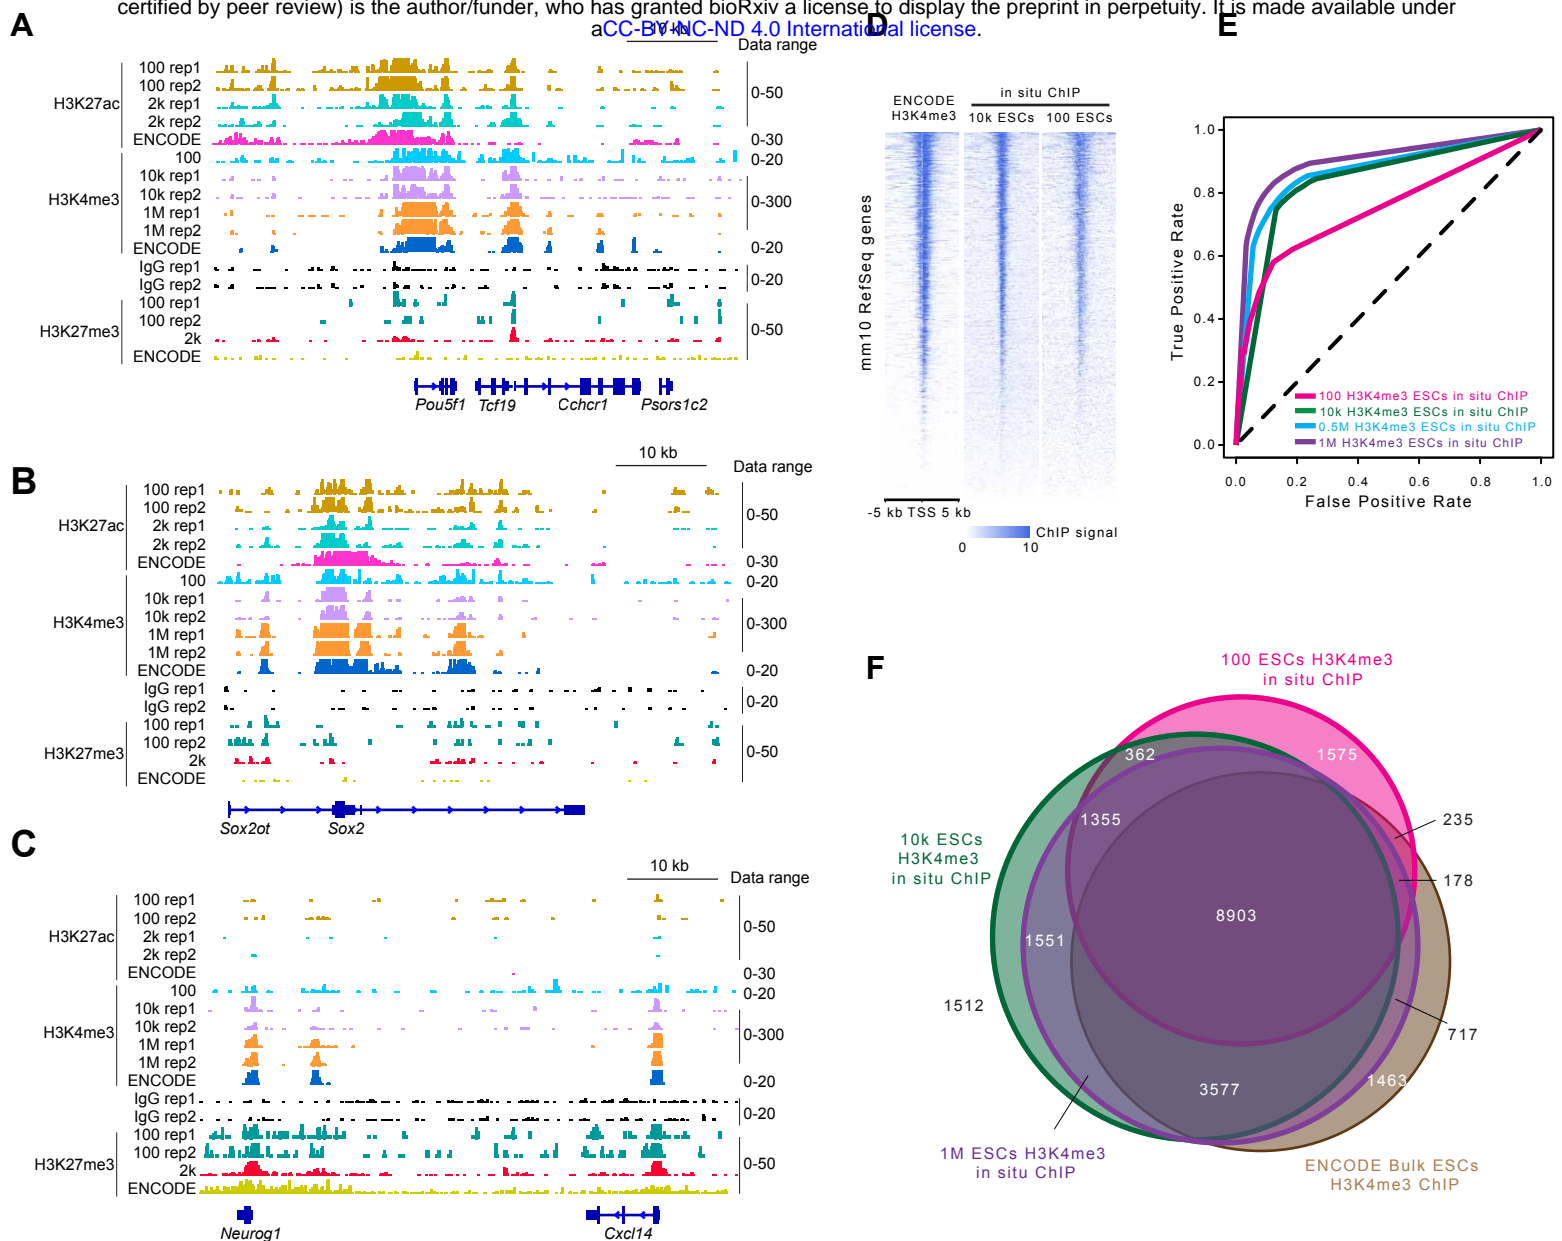 certified by peer review) is the author/funder, who has granted bioRxiv a license to display the preprint in perpetuity. It is made available under
aCC-BY-NC-ND 4.0 International license.
A
10 kb
Data range
H3K27ac
100 rep1
100 rep2
2k rep1
2k rep2
ENCODE
0-50
0-30
H3K4me3
100
10k rep1
10k rep2
1M rep1
1M rep2
ENCODE
0-20
0-300
0-20
IgG rep1
IgG rep2
0-20
H3K27me3
100 rep1
100 rep2
2k
ENCODE
0-50
Pou5f1
Tcf19
Cchcr1
Psors1c2
B
10 kb
Data range
H3K27ac
100 rep1
100 rep2
2k rep1
2k rep2
ENCODE
0-50
0-30
H3K4me3
100
10k rep1
10k rep2
1M rep1
1M rep2
ENCODE
0-20
0-300
0-20
IgG rep1
IgG rep2
0-20
H3K27me3
100 rep1
100 rep2
2k
ENCODE
0-50
Sox2ot
Sox2
C
10 kb
Data range
H3K27ac
100 rep1
100 rep2
2k rep1
2k rep2
ENCODE
0-50
0-30
H3K4me3
100
10k rep1
10k rep2
1M rep1
1M rep2
ENCODE
0-20
0-300
0-20
IgG rep1
IgG rep2
0-20
H3K27me3
100 rep1
100 rep2
2k
ENCODE
0-50
Neurog1
Cxcl14
D
ENCODE
H3K4me3
in situ ChIP
10k ESCs
100 ESCs
mm10 RefSeq genes
-5 kb TSS 5 kb
ChIP signal
0
10
E
True Positive Rate
1.0
0.8
0.6
0.4
0.2
0.0
100 H3K4me3 ESCs in situ ChIP
10k H3K4me3 ESCs in situ ChIP
0.5M H3K4me3 ESCs in situ ChIP
1M H3K4me3 ESCs in situ ChIP
0.0
0.2
0.4
0.6
0.8
1.0
False Positive Rate
F
100 ESCs H3K4me3
in situ ChIP
362
1575
235
1355
10k ESCs
H3K4me3
in situ ChIP
178
8903
1551
1512
717
1463
3577
1M ESCs H3K4me3
in situ ChIP
ENCODE Bulk ESCs
H3K4me3 ChIP